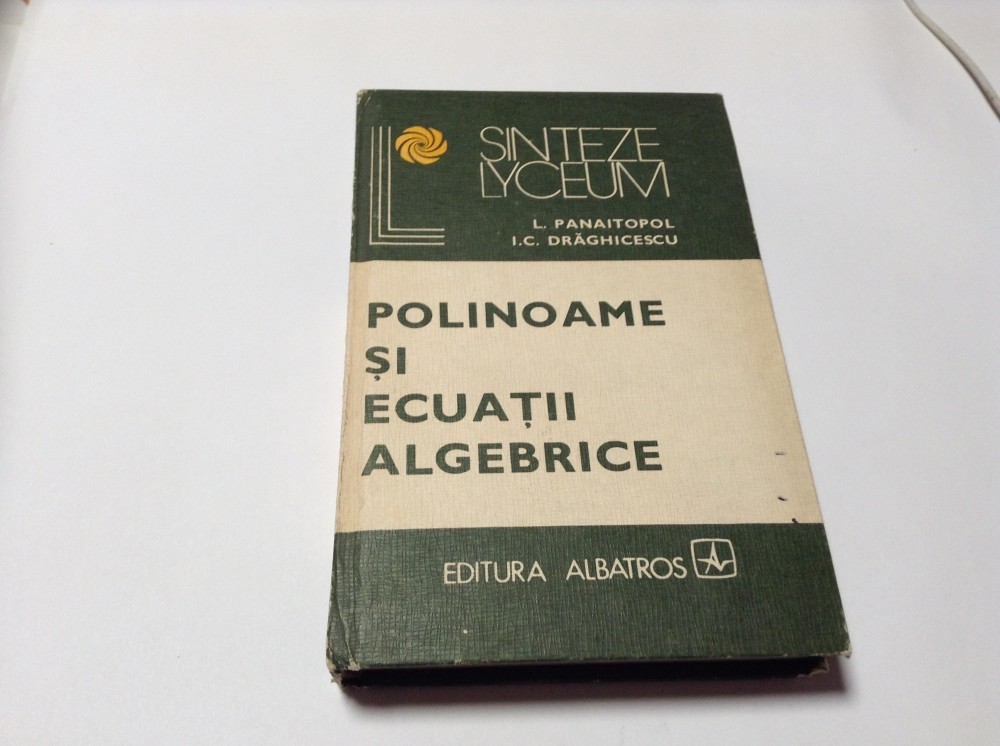 SINTEZE
LYCEUM
L. PANAITOPOL
I.C. DRĂGHICESCU
POLINOAME
ȘI
ECUAȚII
ALGEBRICE
EDITURA ALBATROS